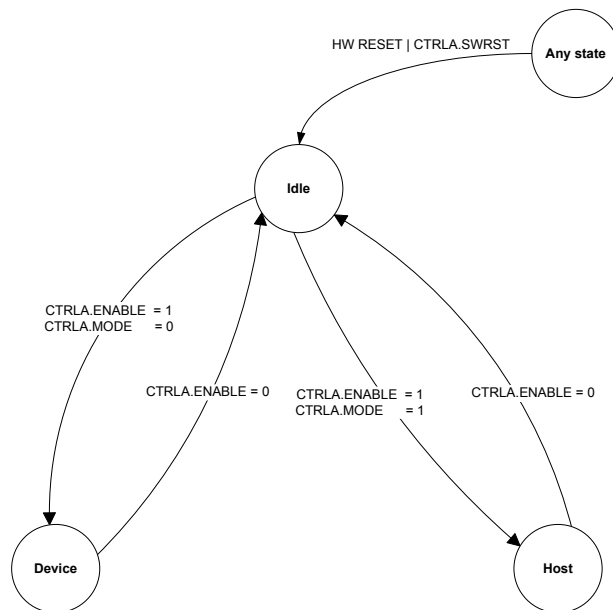 HW RESET | CTRLA.SWRST
Any state
Idle
CTRLA.ENABLE = 1
CTRLA.MODE = 0
CTRLA.ENABLE = 0
CTRLA.ENABLE = 1
CTRLA.MODE = 1
CTRLA.ENABLE = 0
Device
Host